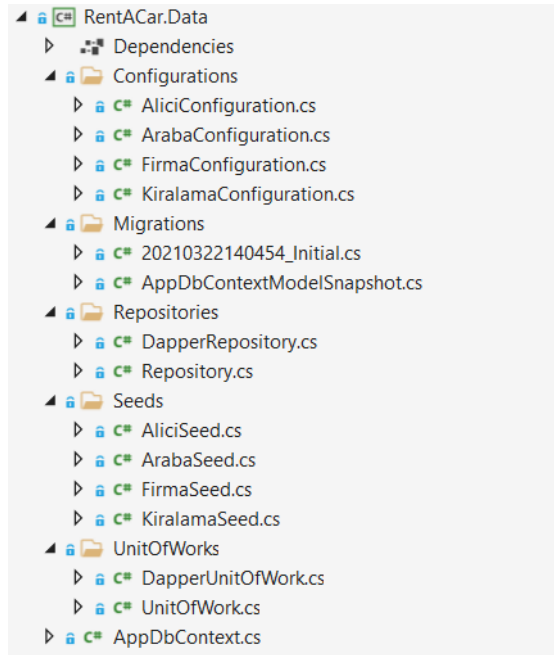 C# RentACar.Data
Dependencies
Configurations
C# AliciConfiguration.cs
C# ArabaConfiguration.cs
C# FirmaConfiguration.cs
C# KiralamaConfiguration.cs
Migrations
C# 20210322140454_Initial.cs
C# AppDbContextModelSnapshot.cs
Repositories
C# DapperRepository.cs
C# Repository.cs
Seeds
C# AliciSeed.cs
C# ArabaSeed.cs
C# FirmaSeed.cs
C# KiralamaSeed.cs
UnitOfWorks
C# DapperUnitOfWork.cs
C# UnitOfWork.cs
C# AppDbContext.cs